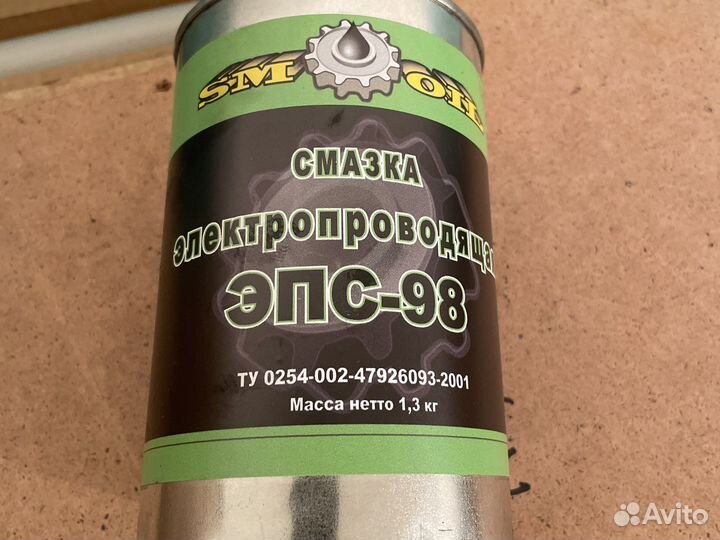 SM OIL
СМАЗКА
электропроводящая
ЭПС-98
ТУ 0254-002-47926093-2001
Масса нетто 1,3 кг
Avito